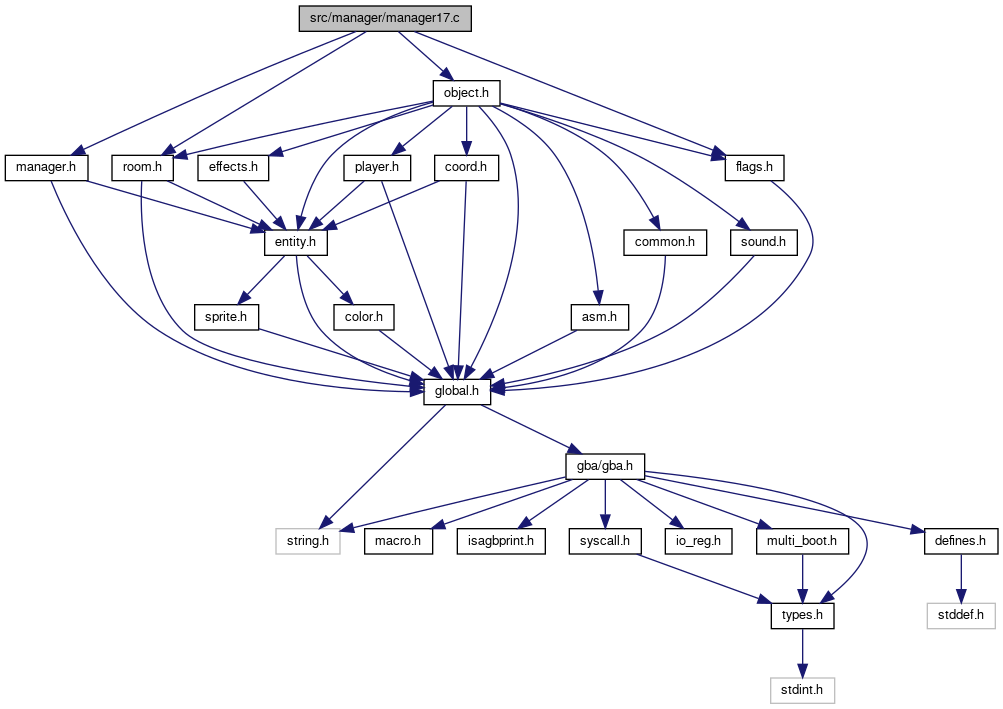 src/manager/manager17.c
object.h
manager.h
room.h
effects.h
player.h
coord.h
flags.h
entity.h
common.h
sound.h
sprite.h
color.h
asm.h
global.h
gba/gba.h
string.h
macro.h
isagbprint.h
syscall.h
io_reg.h
multi_boot.h
defines.h
types.h
stddef.h
stdint.h